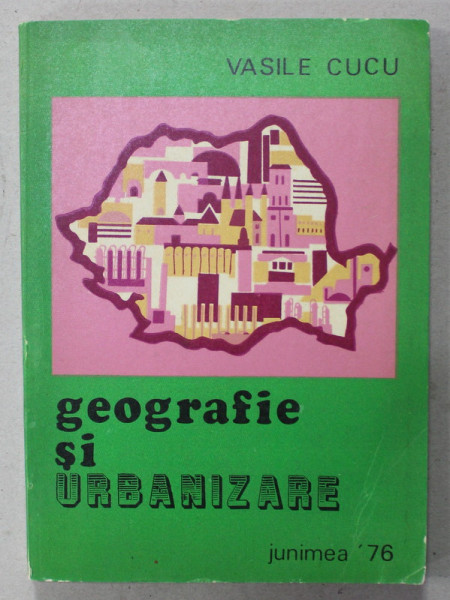 VASILE CUCU
geografie
și
URBANIZARE
junimea '76